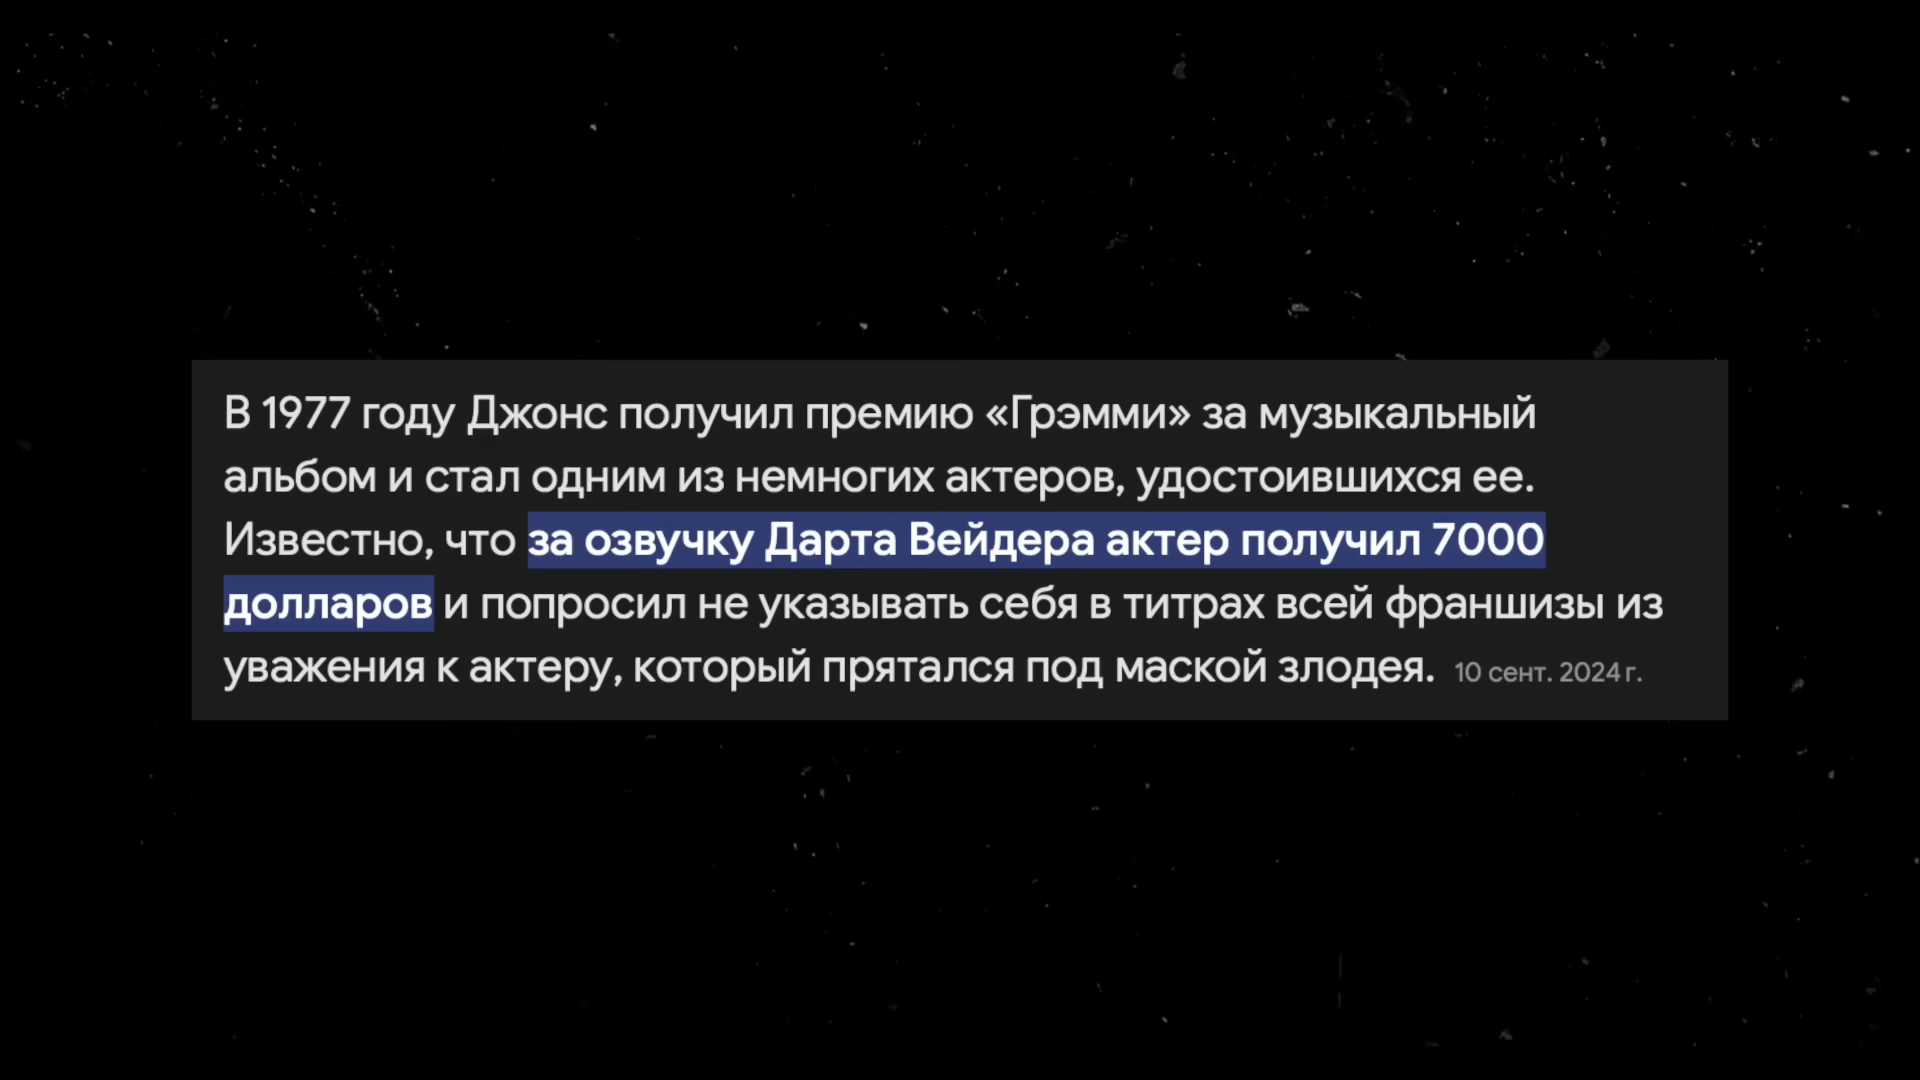 В 1977 году Джонс получил премию «Грэмми» за музыкальный
альбом и стал одним из немногих актеров, удостоившихся ее.
Известно, что за озвучку Дарта Вейдера актер получил 7000
долларов и попросил не указывать себя в титрах всей франшизы из
уважения к актеру, который прятался под маской злодея. 10 сент. 2024 г.